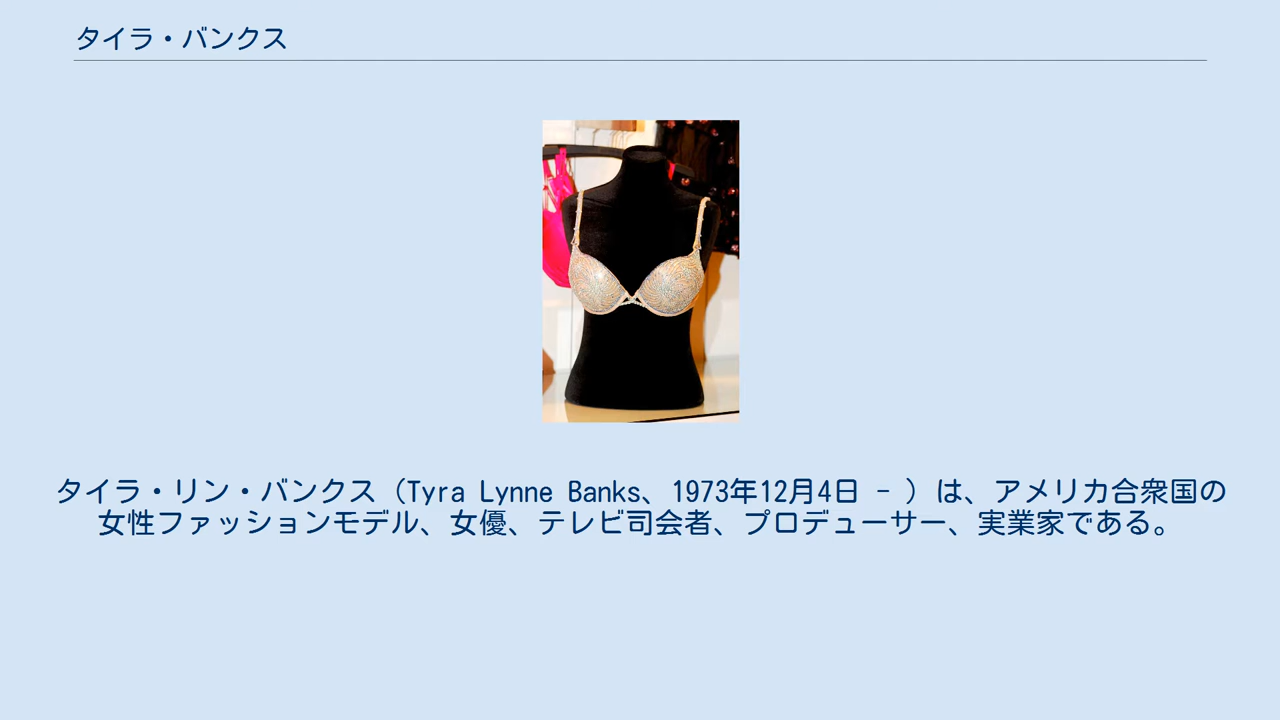 タイラ・バンクス
タイラ・リン・バンクス（Tyra Lynne Banks、1973年12月4日 - ）は、アメリカ合衆国の
女性ファッションモデル、女優、テレビ司会者、プロデューサー、実業家である。